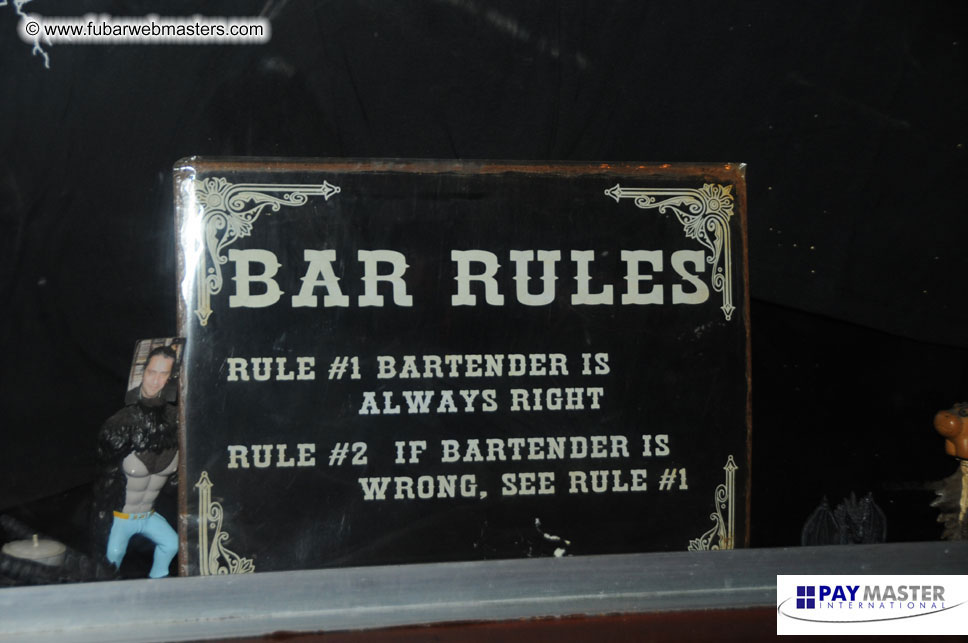 © www.fubarwebmasters.com
BAR RULES
RULE #1 BARTENDER IS
ALWAYS RIGHT
RULE #2 IF BARTENDER IS
WRONG, SEE RULE #1
PAY MASTER
INTERNATIONAL